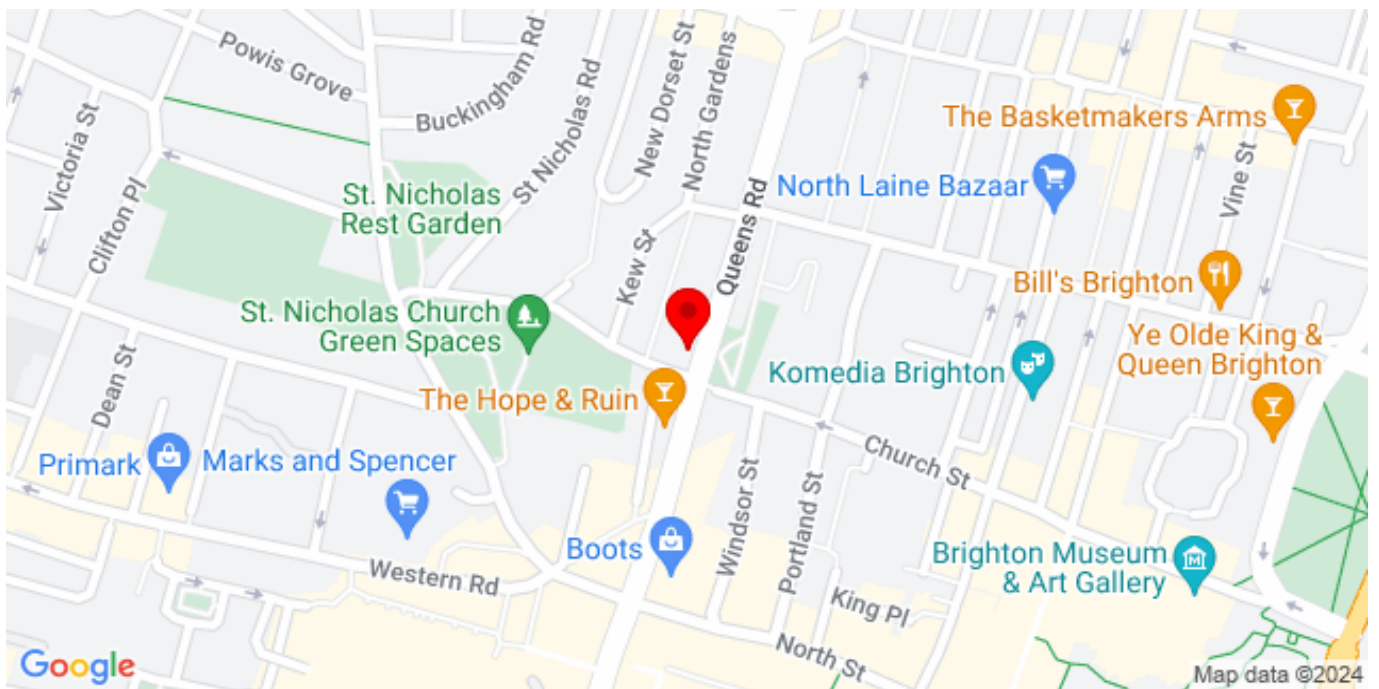 Powis Grove
Buckingham Rd
St Nicholas Rd
New Dorset St
North Gardens
Queens Rd
The Basketmakers Arms
Victoria St
Clifton Pl
St. Nicholas
Rest Garden
North Laine Bazaar
Vine St
Kew St
Bill's Brighton
St. Nicholas Church
Green Spaces
Ye Olde King &
Queen Brighton
Dean St
Komedia Brighton
The Hope & Ruin
Church St
Primark
Marks and Spencer
Windsor St
Portland St
Boots
Brighton Museum
& Art Gallery
M
Western Rd
King Pl
North St
Google
Map data ©2024